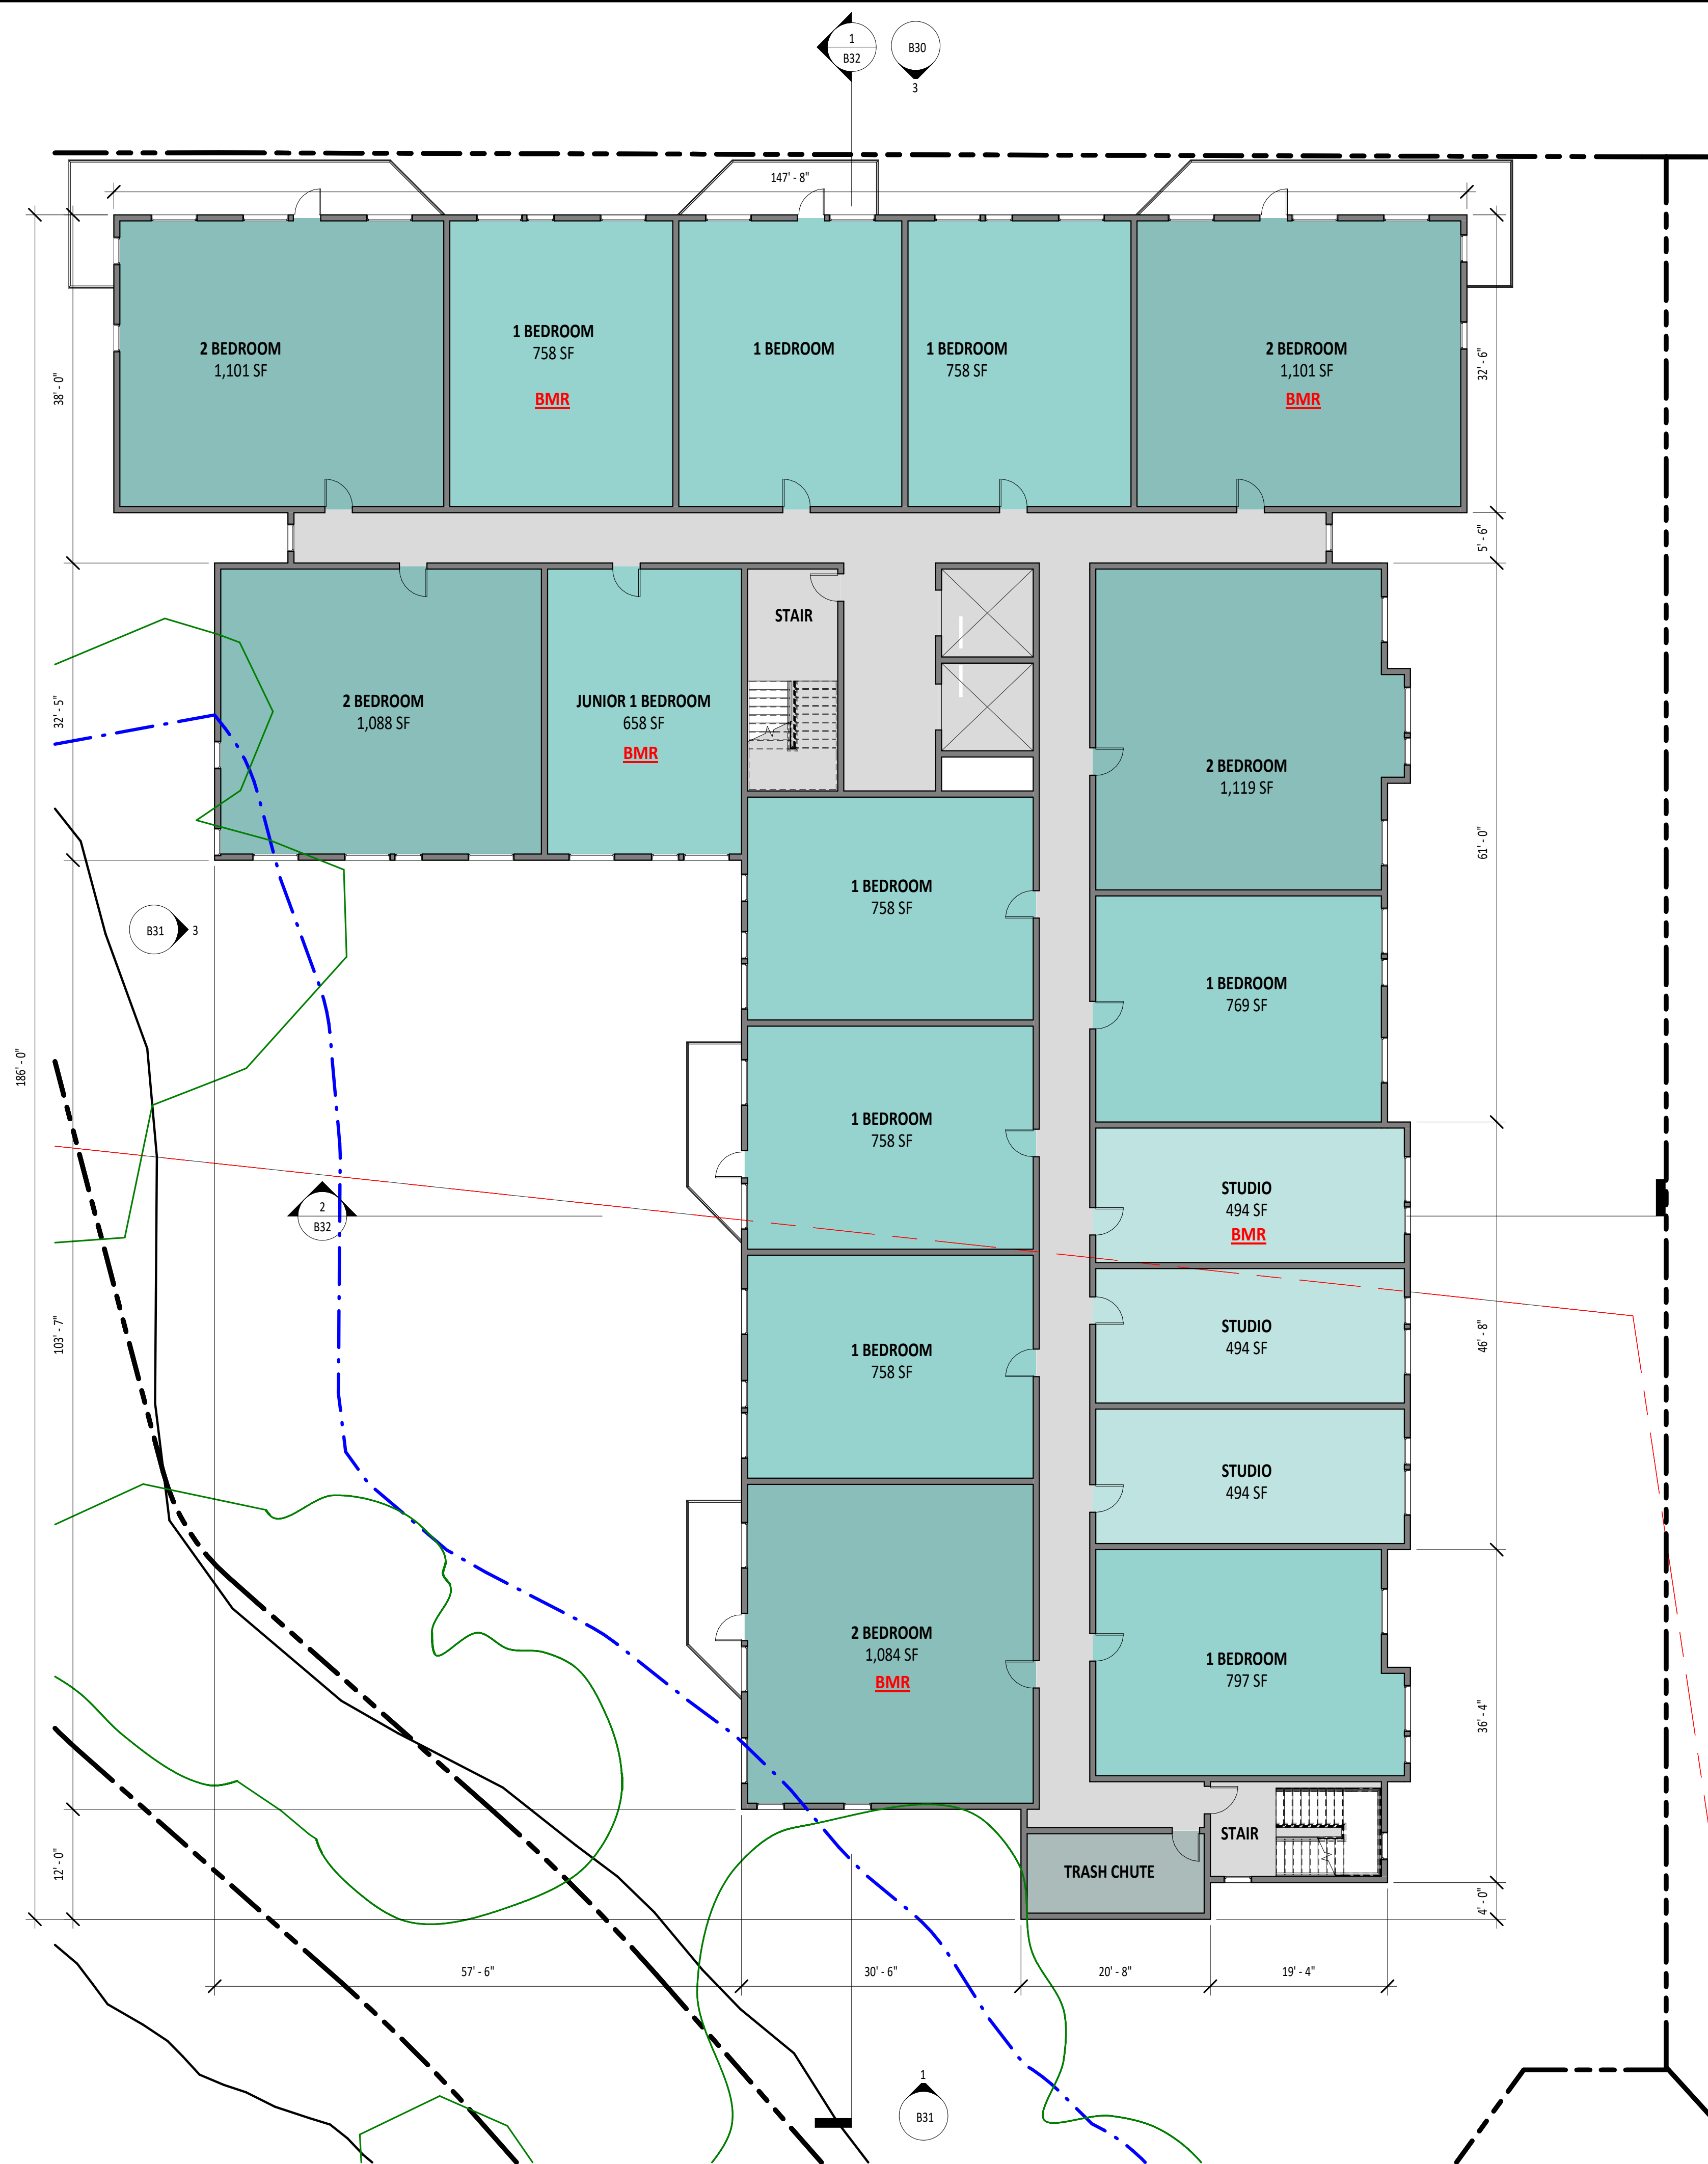 1
B32
B30
3
147' - 8"
2 BEDROOM
1,101 SF
1 BEDROOM
758 SF
BMR
1 BEDROOM
1 BEDROOM
758 SF
2 BEDROOM
1,101 SF
BMR
38' - 0"
32' - 6"
5' - 6"
2 BEDROOM
1,088 SF
JUNIOR 1 BEDROOM
658 SF
BMR
STAIR
2 BEDROOM
1,119 SF
32' - 5"
61' - 0"
1 BEDROOM
758 SF
B31
3
1 BEDROOM
769 SF
186' - 0"
1 BEDROOM
758 SF
STUDIO
494 SF
BMR
2
B32
103' - 7"
1 BEDROOM
758 SF
STUDIO
494 SF
46' - 8"
STUDIO
494 SF
2 BEDROOM
1,084 SF
BMR
1 BEDROOM
797 SF
36' - 4"
STAIR
TRASH CHUTE
12' - 0"
4' - 0"
57' - 6"
30' - 6"
20' - 8"
19' - 4"
1
B31